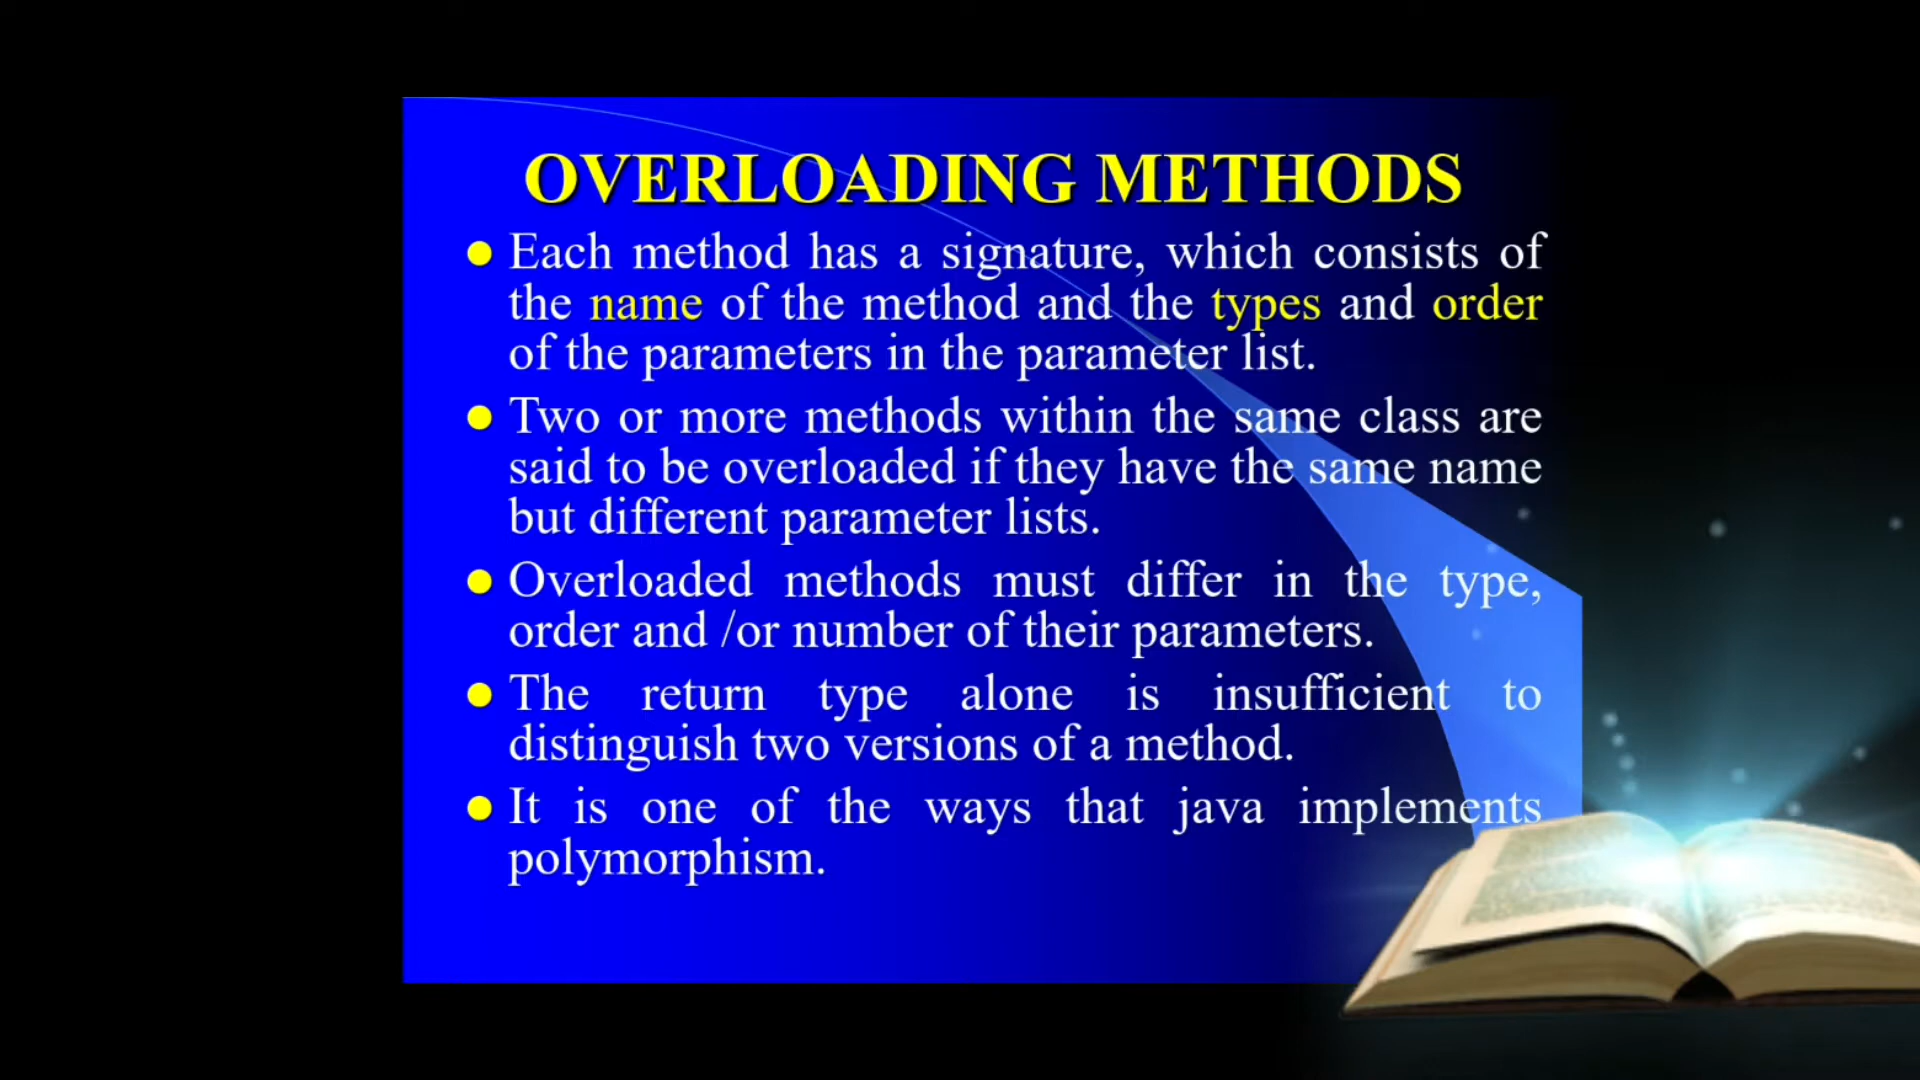 OVERLOADING METHODS
Each method has a signature, which consists of
the name of the method and the types and order
of the parameters in the parameter list.
Two or more methods within the same class are
said to be overloaded if they have the same name
but different parameter lists.
Overloaded methods must differ in the type,
order and /or number of their parameters.
The return type alone is insufficient to
distinguish two versions of a method.
It is one of the ways that java implements
polymorphism.